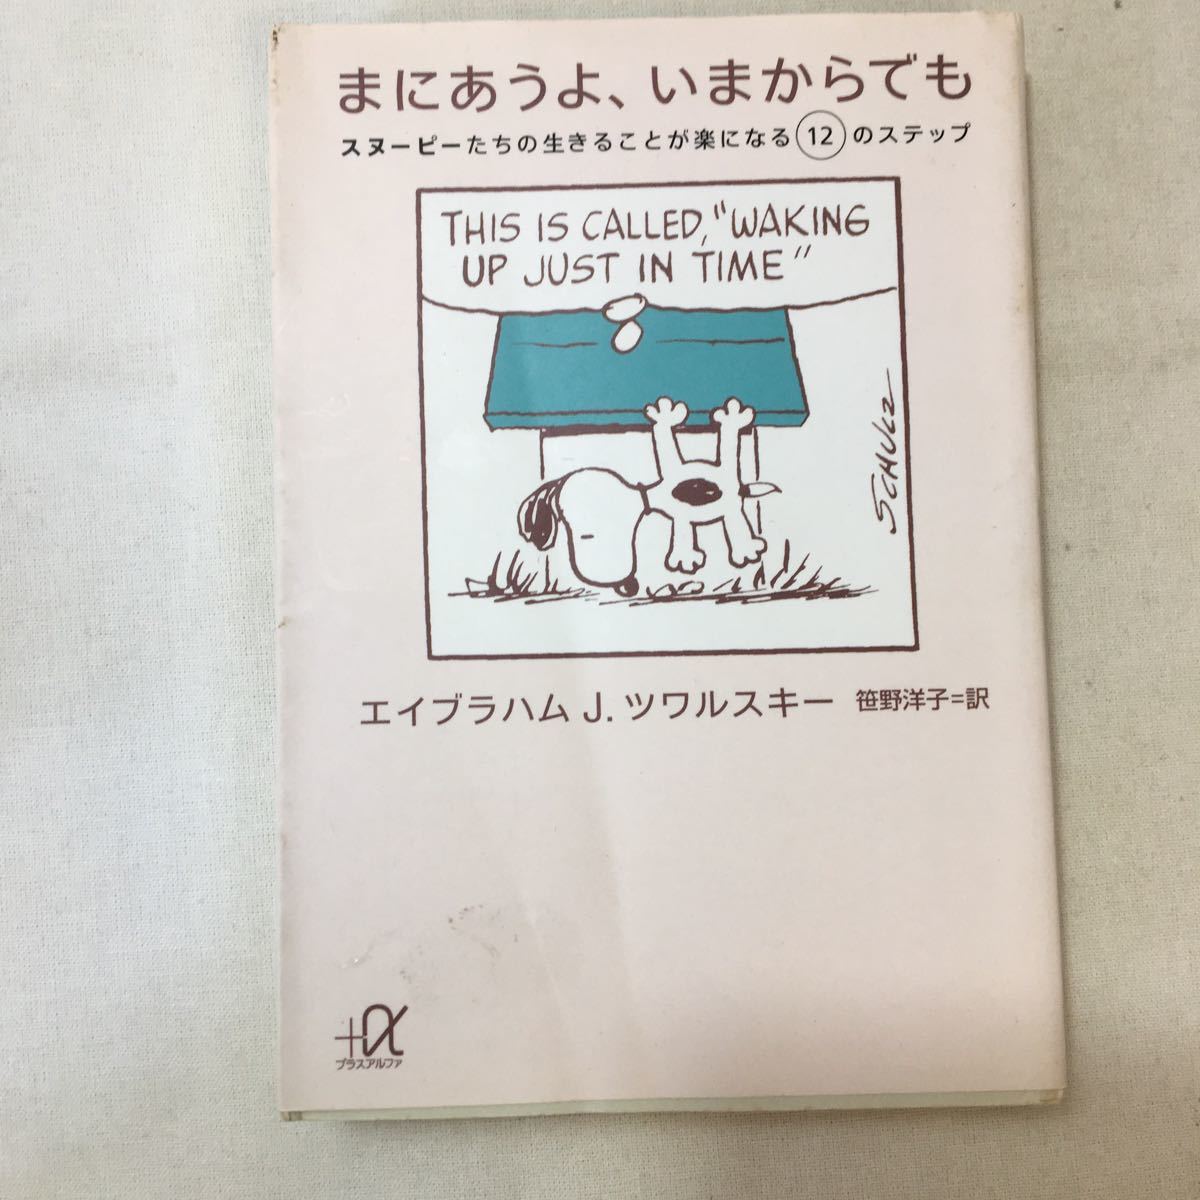 まにあうよ、いまからでも
スヌーピーたちの生きることが楽になる⑫のステップ
THIS IS CALLED, "WAKING
UP JUST IN TIME"
SCHULZ
エイブラハム J. ツワルスキー 笹野洋子=訳
+α
プラスアルファ